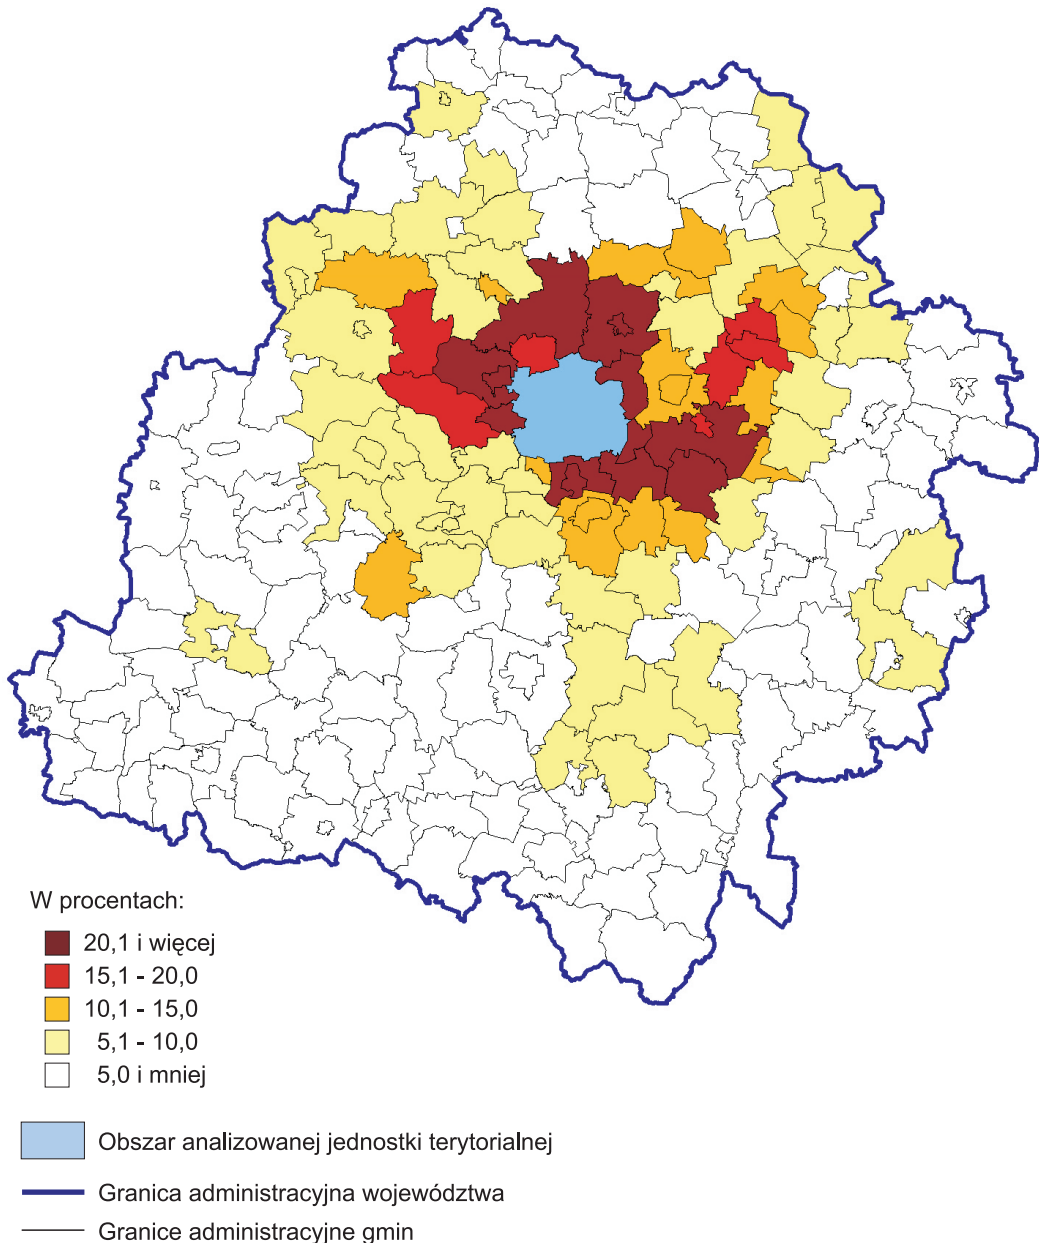 W procentach:
20,1 i więcej
15,1 - 20,0
10,1 - 15,0
5,1 - 10,0
5,0 i mniej
Obszar analizowanej jednostki terytorialnej
Granica administracyjna województwa
Granice administracyjne gmin